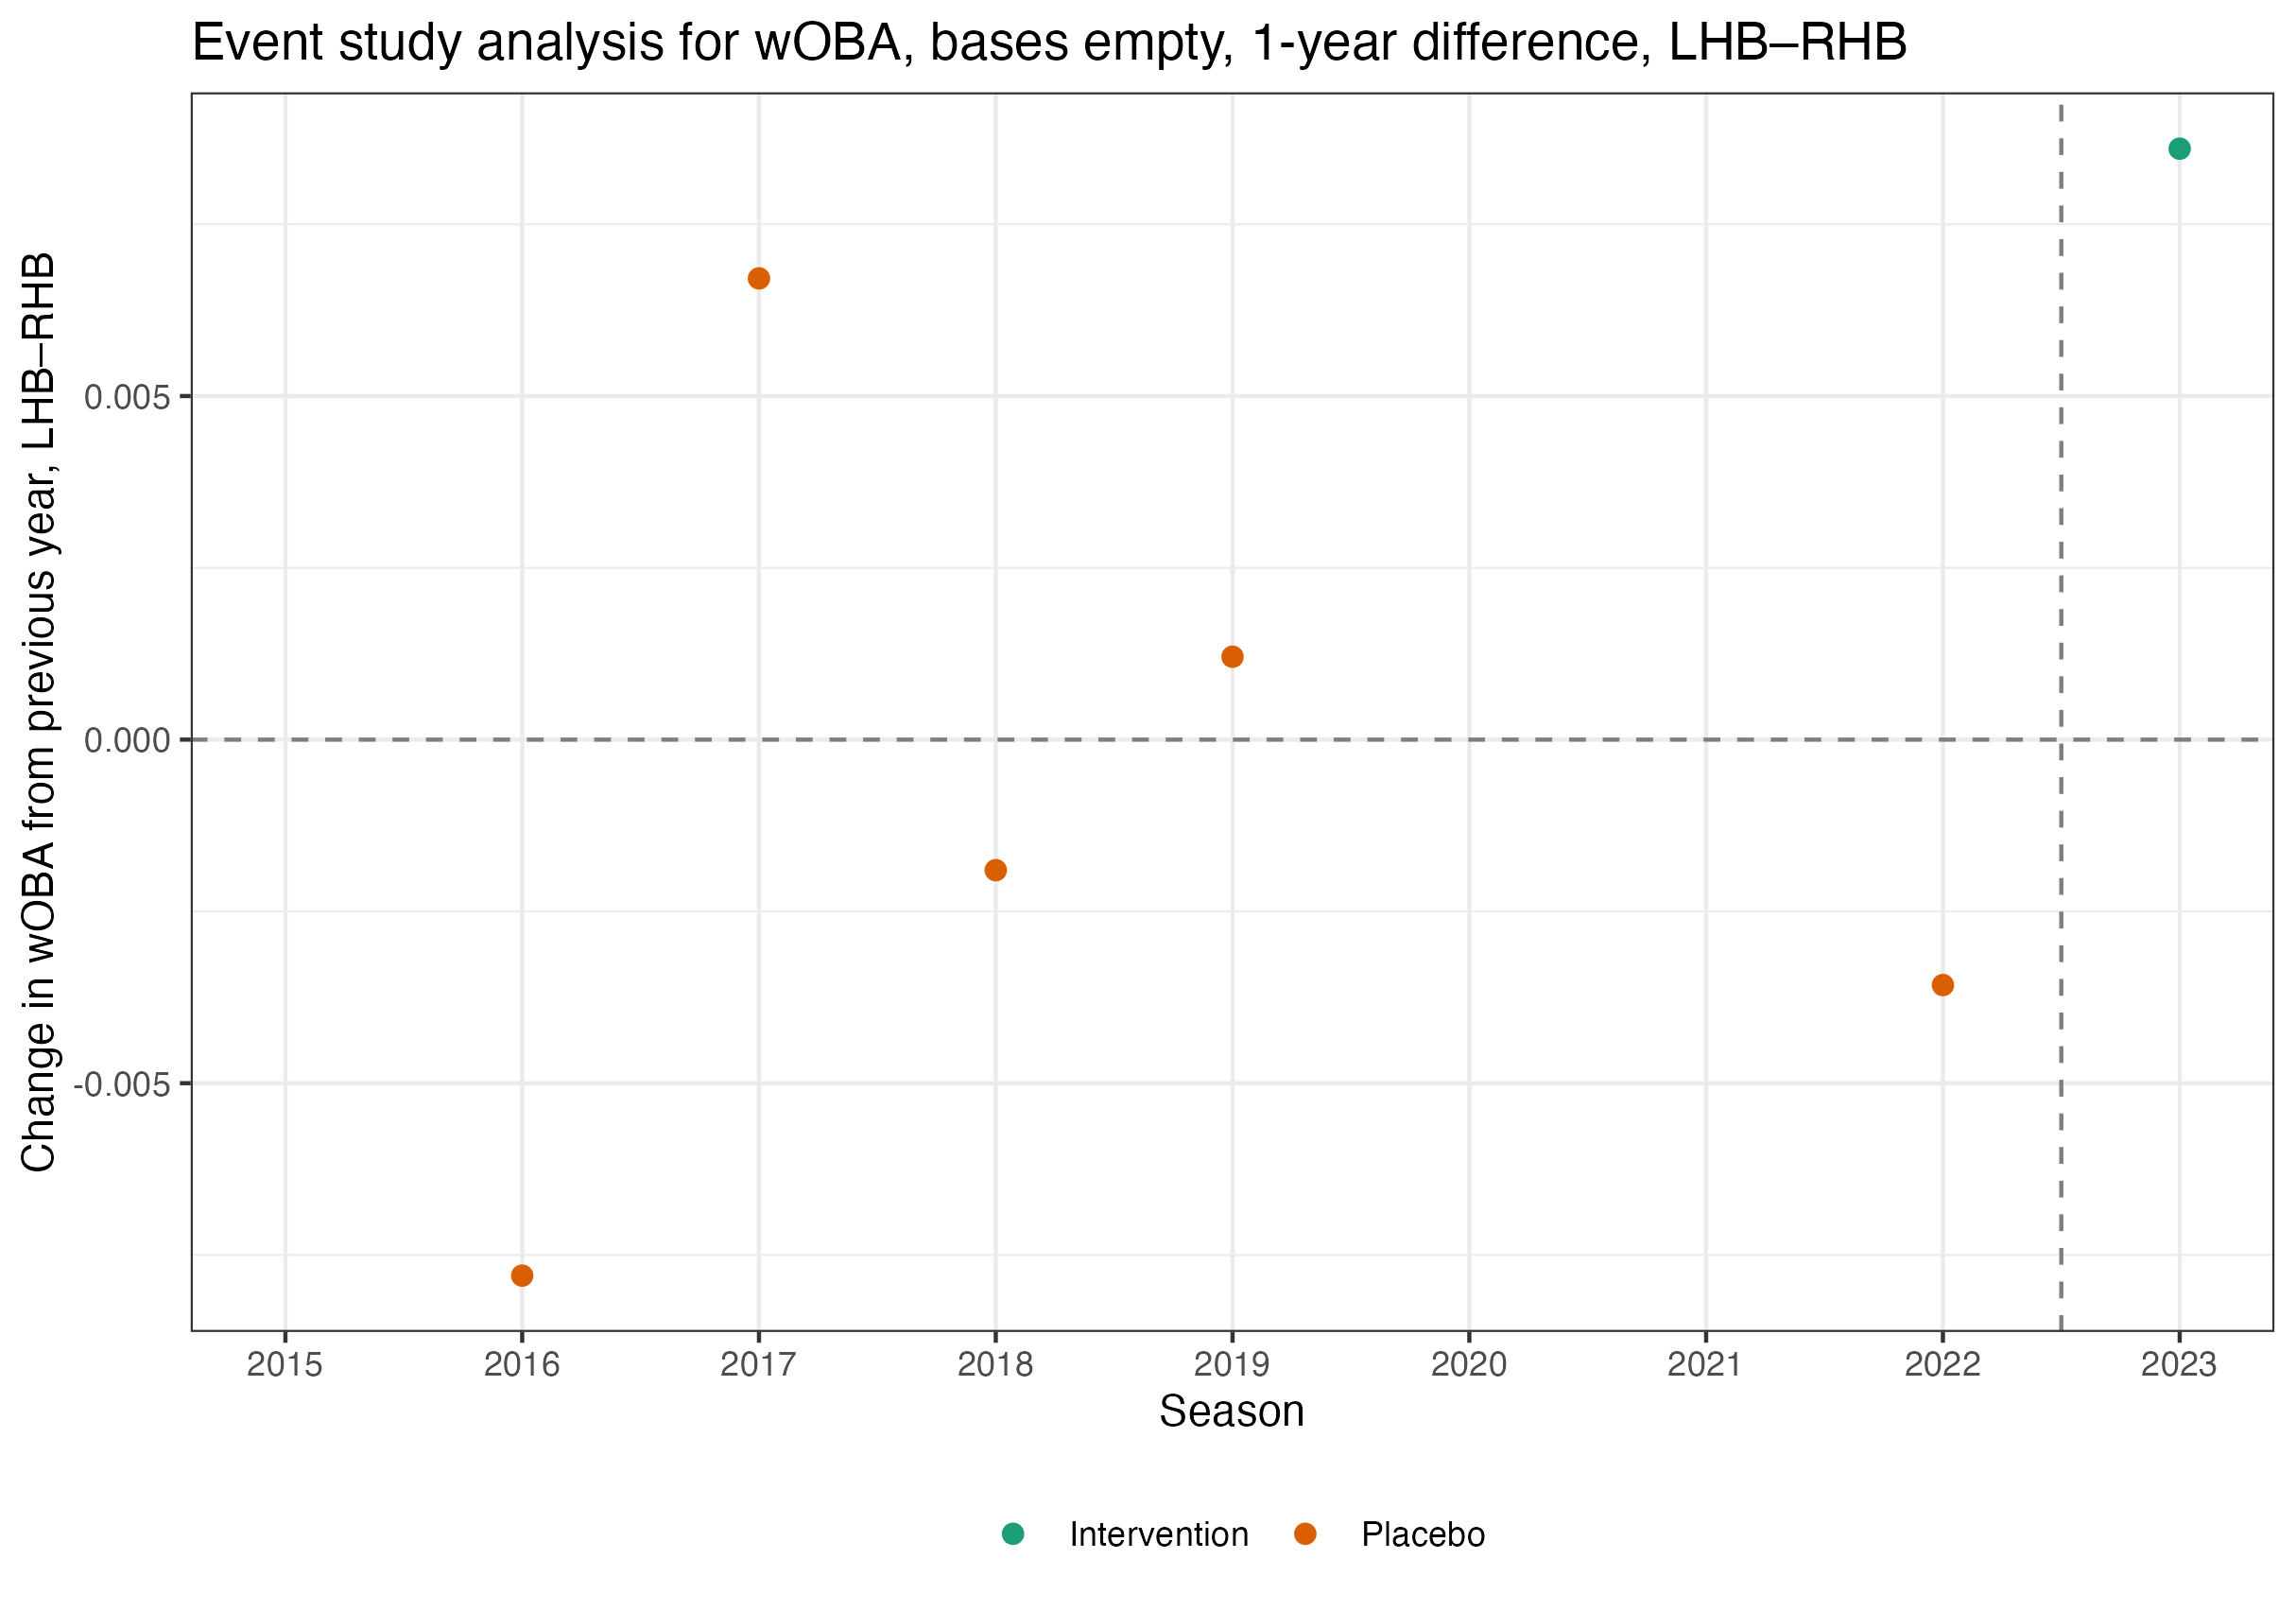 Event study analysis for wOBA, bases empty, 1-year difference, LHB–RHB
Change in wOBA from previous year, LHB–RHB
0.005
0.000
-0.005
2015 2016 2017 2018 2019 2020 2021 2022 2023
Season
Intervention Placebo